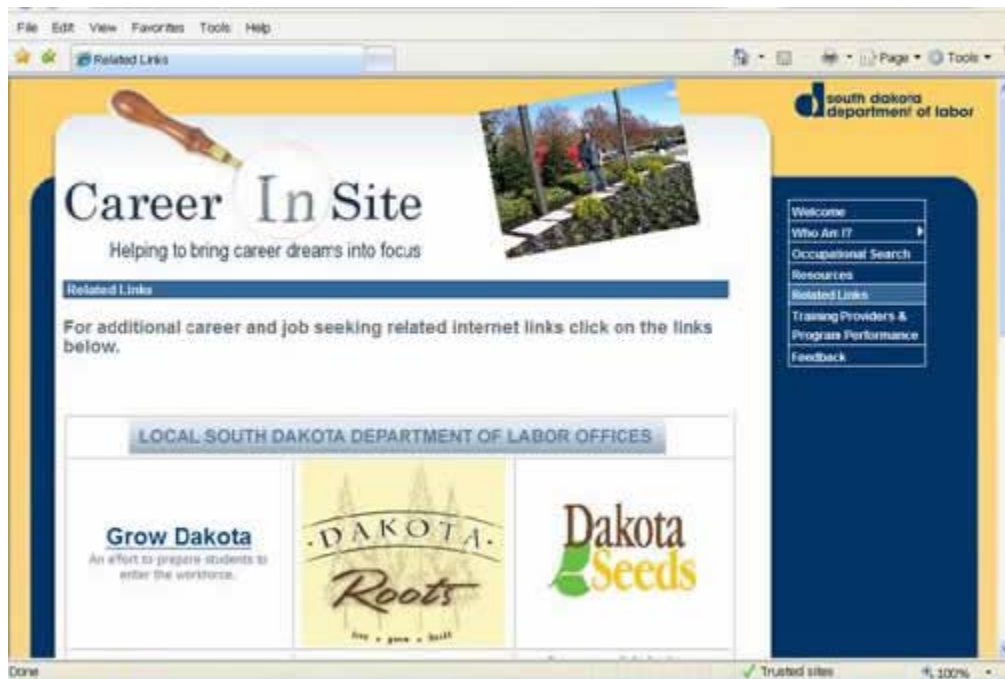 File Edit View Favorites Tools Help
Related Links
Page Tools
south dakota
department of labor
Career In Site
Helping to bring career dreams into focus
Welcome
Who Am I?
Occupational Search
Resources
Related Links
Training Providers &
Program Performance
Feedback
Related Links
For additional career and job seeking related internet links click on the links
below.
LOCAL SOUTH DAKOTA DEPARTMENT OF LABOR OFFICES
Grow Dakota
An effort to prepare students to
enter the workforce.
DAKOTA
Roots
live • grow • build
Dakota
Seeds
Done
Trusted sites
100%